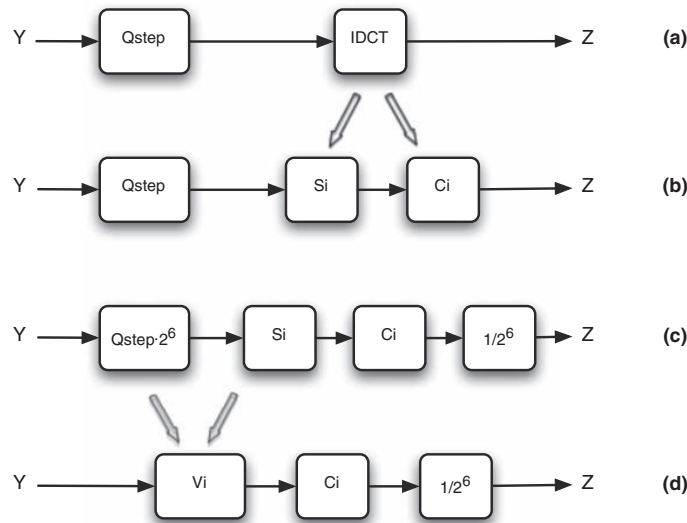 Y Qstep IDCT Z (a)
Y Qstep Si Ci Z (b)
Y Qstep·2⁶ Si Ci 1/2⁶ Z (c)
Y Vi Ci 1/2⁶ Z (d)